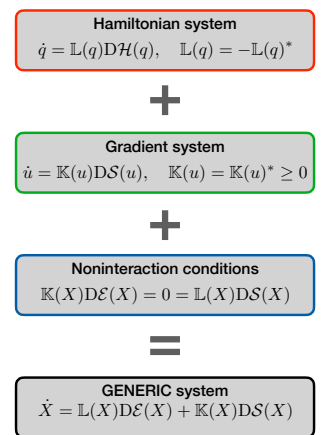 Hamiltonian system
q̇ = 𝕃(q)Dℋ(q), 𝕃(q) = −𝕃(q)*
+
Gradient system
u̇ = 𝕂(u)D𝒮(u), 𝕂(u) = 𝕂(u)* ≥ 0
+
Noninteraction conditions
𝕂(X)Dℰ(X) = 0 = 𝕃(X)D𝒮(X)
=
GENERIC system
Ẋ = 𝕃(X)Dℰ(X) + 𝕂(X)D𝒮(X)